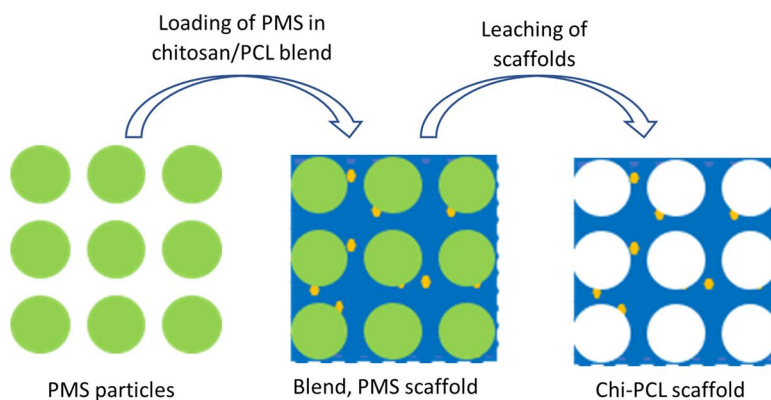 Loading of PMS in
chitosan/PCL blend
Leaching of
scaffolds
PMS particles
Blend, PMS scaffold
Chi-PCL scaffold